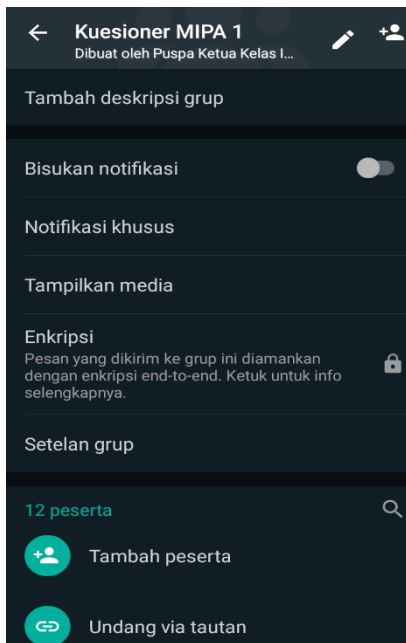 Kuesioner MIPA 1
Dibuat oleh Puspa Ketua Kelas I...
Tambah deskripsi grup
Bisukan notifikasi
Notifikasi khusus
Tampilkan media
Enkripsi
Pesan yang dikirim ke grup ini diamankan
dengan enkripsi end-to-end. Ketuk untuk info
selengkapnya.
Setelan grup
12 peserta
Tambah peserta
Undang via tautan